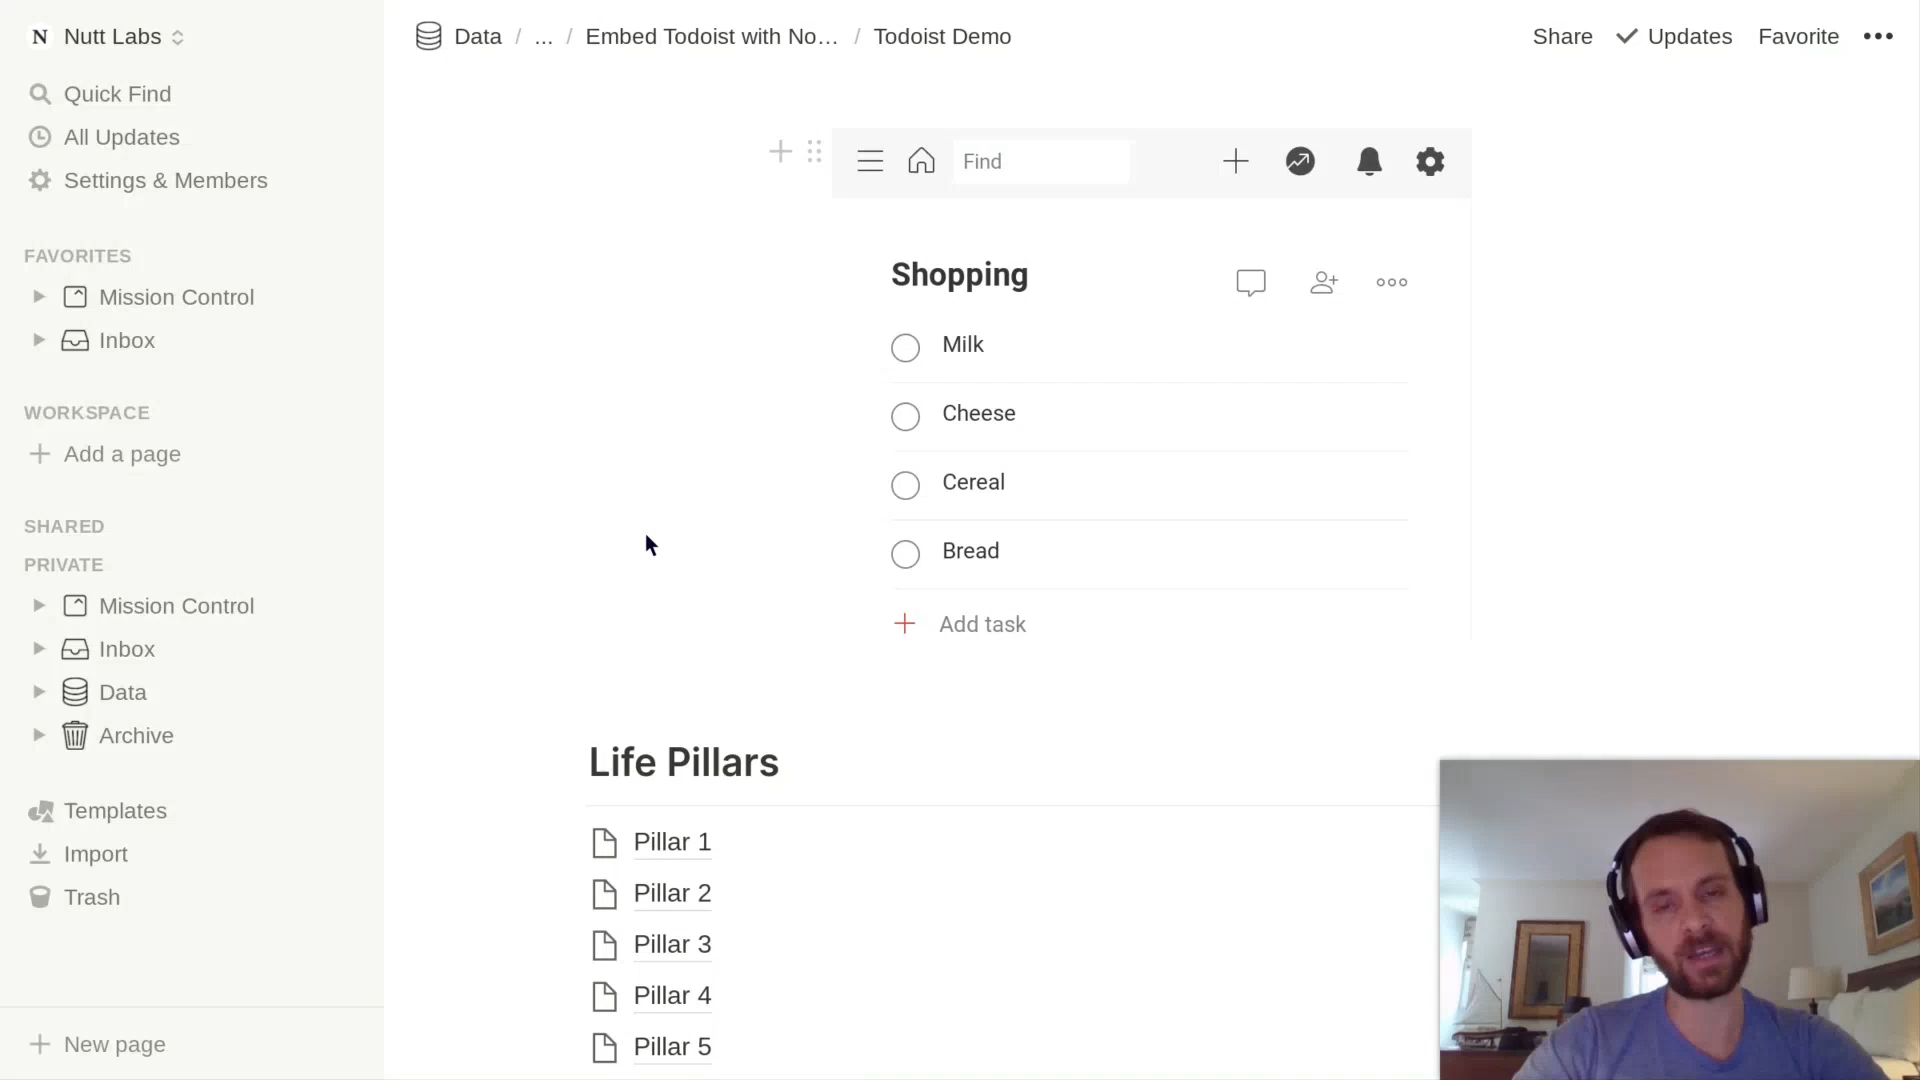 N Nutt Labs
Data / ... / Embed Todoist with No... / Todoist Demo
Share Updates Favorite
Quick Find
All Updates
Settings & Members
FAVORITES
Mission Control
Inbox
WORKSPACE
Add a page
SHARED
PRIVATE
Mission Control
Inbox
Data
Archive
Templates
Import
Trash
New page
Find
Shopping
Milk
Cheese
Cereal
Bread
Add task
Life Pillars
Pillar 1
Pillar 2
Pillar 3
Pillar 4
Pillar 5